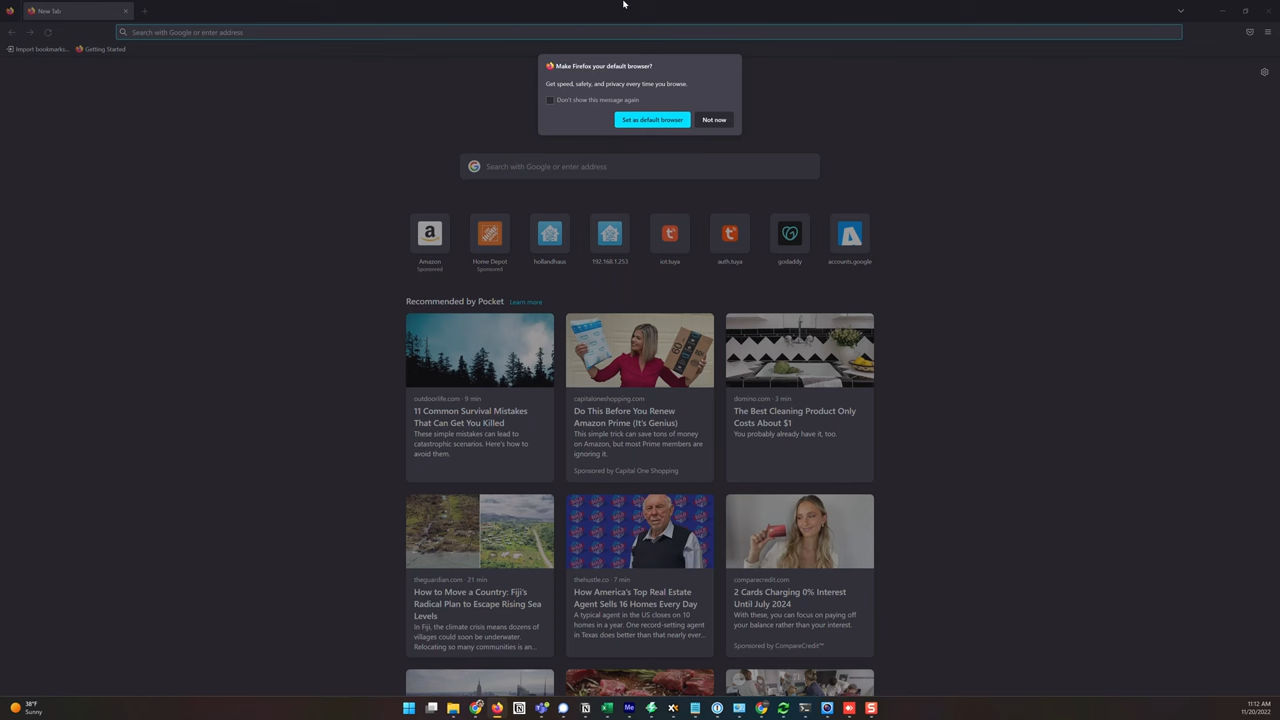 New Tab
Search with Google or enter address
Import bookmarks...
Getting Started
Make Firefox your default browser?
Get speed, safety, and privacy every time you browse.
Don't show this message again
Set as default browser
Not now
Search with Google or enter address
Amazon
Sponsored
Home Depot
Sponsored
hollandhaus
192.168.1.253
iot.tuya
auth.tuya
godaddy
accounts.google
Recommended by Pocket Learn more
outdoorlife.com · 9 min
11 Common Survival Mistakes
That Can Get You Killed
These simple mistakes can lead to
catastrophic scenarios. Here's how to
avoid them.
capitaloneshopping.com
Do This Before You Renew
Amazon Prime (It's Genius)
This simple trick can save tons of money
on Amazon, but most Prime members are
ignoring it.
Sponsored by Capital One Shopping
domino.com · 3 min
The Best Cleaning Product Only
Costs About $1
You probably already have it, too.
theguardian.com · 21 min
How to Move a Country: Fiji's
Radical Plan to Escape Rising Sea
Levels
In Fiji, the climate crisis means dozens of
villages could soon be underwater.
Relocating so many communities is an...
thehustle.co · 7 min
How America's Top Real Estate
Agent Sells 16 Homes Every Day
A typical agent in the US closes on 10
homes in a year. One record-setting agent
in Texas does better than that nearly ever...
comparecredit.com
2 Cards Charging 0% Interest
Until July 2024
With these, you can focus on paying off
your balance rather than your interest.
Sponsored by CompareCredit™
38°F
Sunny
Me
11:12 AM
11/20/2022